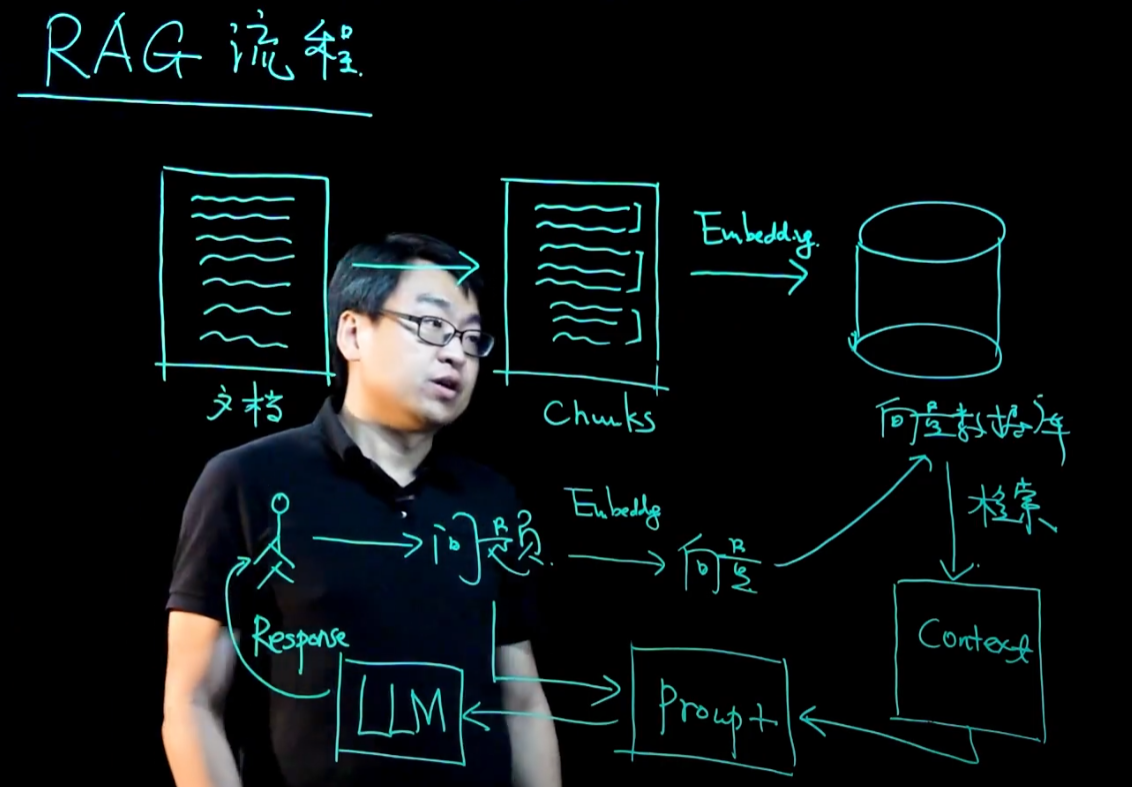 RAG 流程.
Embedding.
文档
Chunks
向量数据库
检索
Embeddg
问题.
向量
Context
Response
LLM
Prompt